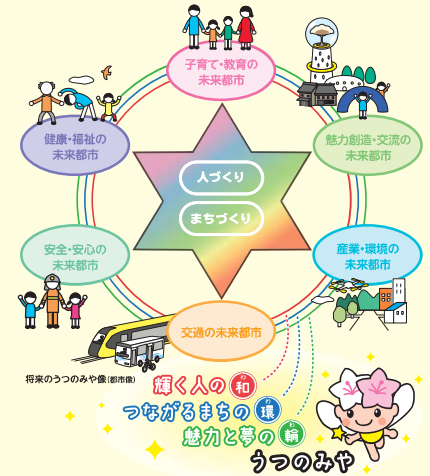 子育て・教育の
未来都市
健康・福祉の
未来都市
魅力創造・交流の
未来都市
人づくり
まちづくり
安全・安心の
未来都市
産業・環境の
未来都市
交通の未来都市
将来のうつのみや像(都市像)
輝く人の和
わ
つながるまちの環
わ
魅力と夢の輪
わ
うつのみや